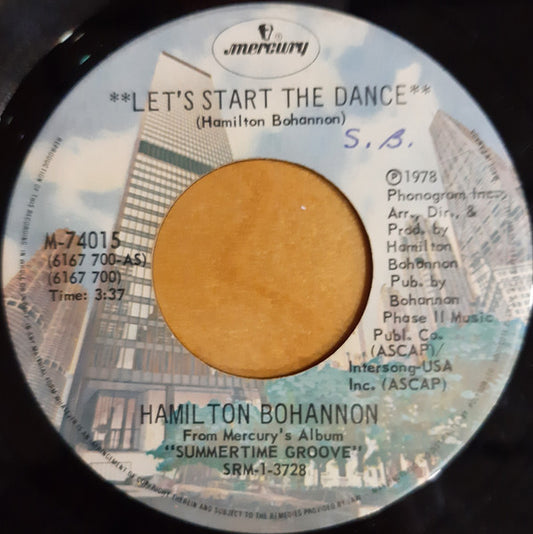 mercury
**LET'S START THE DANCE**
(Hamilton Bohannon)
S. B.
M-74015
(6167 700-AS)
(6167 700)
Time: 3:37
Ⓟ1978
Phonogram Inc.
Arr., Dir., &
Prod. by
Hamilton
Bohannon
Pub. by
Bohannon
Phase II Music
Publ. Co.
(ASCAP)/
Intersong-USA
Inc. (ASCAP)
HAMILTON BOHANNON
From Mercury's Album
"SUMMERTIME GROOVE"
SRM-1-3728